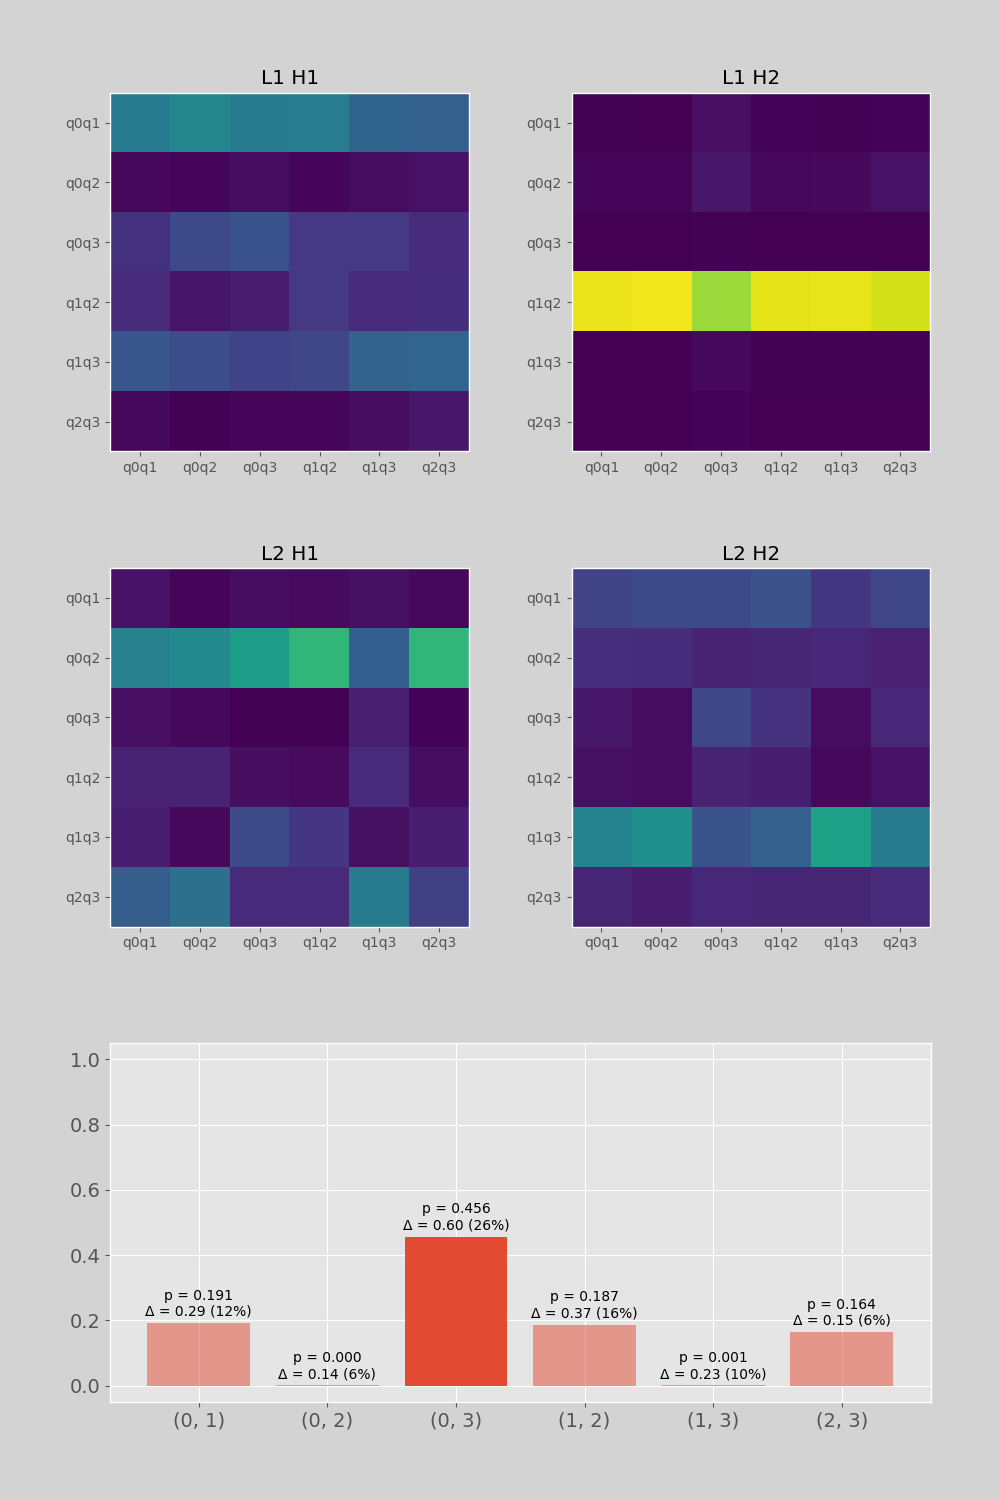 L1 H1
L1 H2
q0q1
q0q2
q0q3
q1q2
q1q3
q2q3
q0q1 q0q2 q0q3 q1q2 q1q3 q2q3
q0q1
q0q2
q0q3
q1q2
q1q3
q2q3
q0q1 q0q2 q0q3 q1q2 q1q3 q2q3
L2 H1
L2 H2
q0q1
q0q2
q0q3
q1q2
q1q3
q2q3
q0q1 q0q2 q0q3 q1q2 q1q3 q2q3
q0q1
q0q2
q0q3
q1q2
q1q3
q2q3
q0q1 q0q2 q0q3 q1q2 q1q3 q2q3
1.0
0.8
0.6
0.4
0.2
0.0
p = 0.191
Δ = 0.29 (12%)
p = 0.000
Δ = 0.14 (6%)
p = 0.456
Δ = 0.60 (26%)
p = 0.187
Δ = 0.37 (16%)
p = 0.001
Δ = 0.23 (10%)
p = 0.164
Δ = 0.15 (6%)
(0, 1) (0, 2) (0, 3) (1, 2) (1, 3) (2, 3)